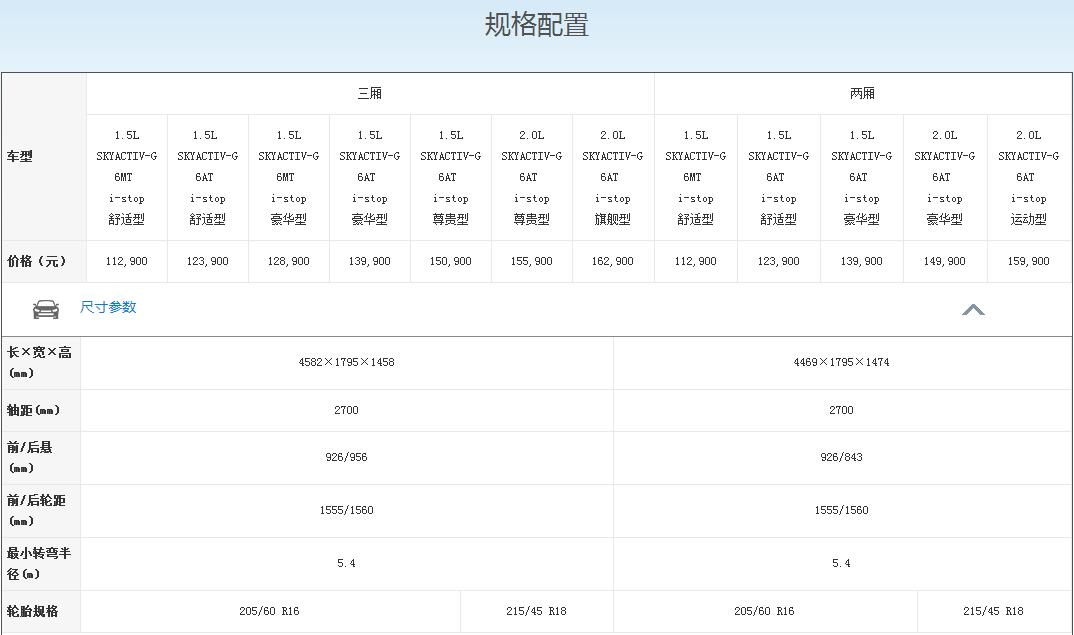 规格配置
三厢 两厢
车型
1.5L 1.5L 1.5L 1.5L 1.5L 2.0L 2.0L 1.5L 1.5L 1.5L 2.0L 2.0L
SKYACTIV-G SKYACTIV-G SKYACTIV-G SKYACTIV-G SKYACTIV-G SKYACTIV-G SKYACTIV-G SKYACTIV-G SKYACTIV-G SKYACTIV-G SKYACTIV-G SKYACTIV-G
6MT 6AT 6MT 6AT 6AT 6AT 6AT 6MT 6AT 6AT 6AT 6AT
i-stop i-stop i-stop i-stop i-stop i-stop i-stop i-stop i-stop i-stop i-stop i-stop
舒适型 舒适型 豪华型 豪华型 尊贵型 尊贵型 旗舰型 舒适型 舒适型 豪华型 豪华型 运动型
价格（元） 112,900 123,900 128,900 139,900 150,900 155,900 162,900 112,900 123,900 139,900 149,900 159,900
尺寸参数
长×宽×高
(mm)
4582×1795×1458 4469×1795×1474
轴距(mm) 2700 2700
前/后悬
(mm)
926/956 926/843
前/后轮距
(mm)
1555/1560 1555/1560
最小转弯半
径(m)
5.4 5.4
轮胎规格 205/60 R16 215/45 R18 205/60 R16 215/45 R18